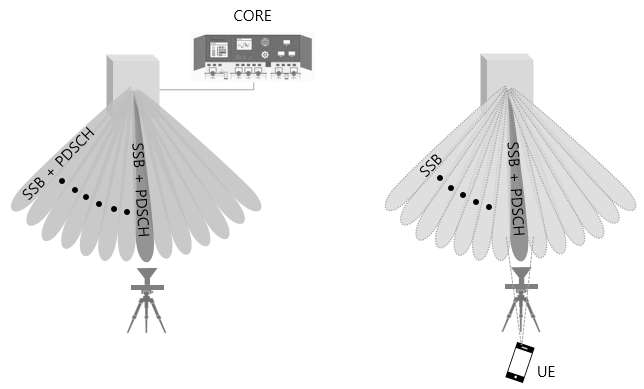 CORE
SSB + PDSCH
SSB + PDSCH
SSB
SSB + PDSCH
UE